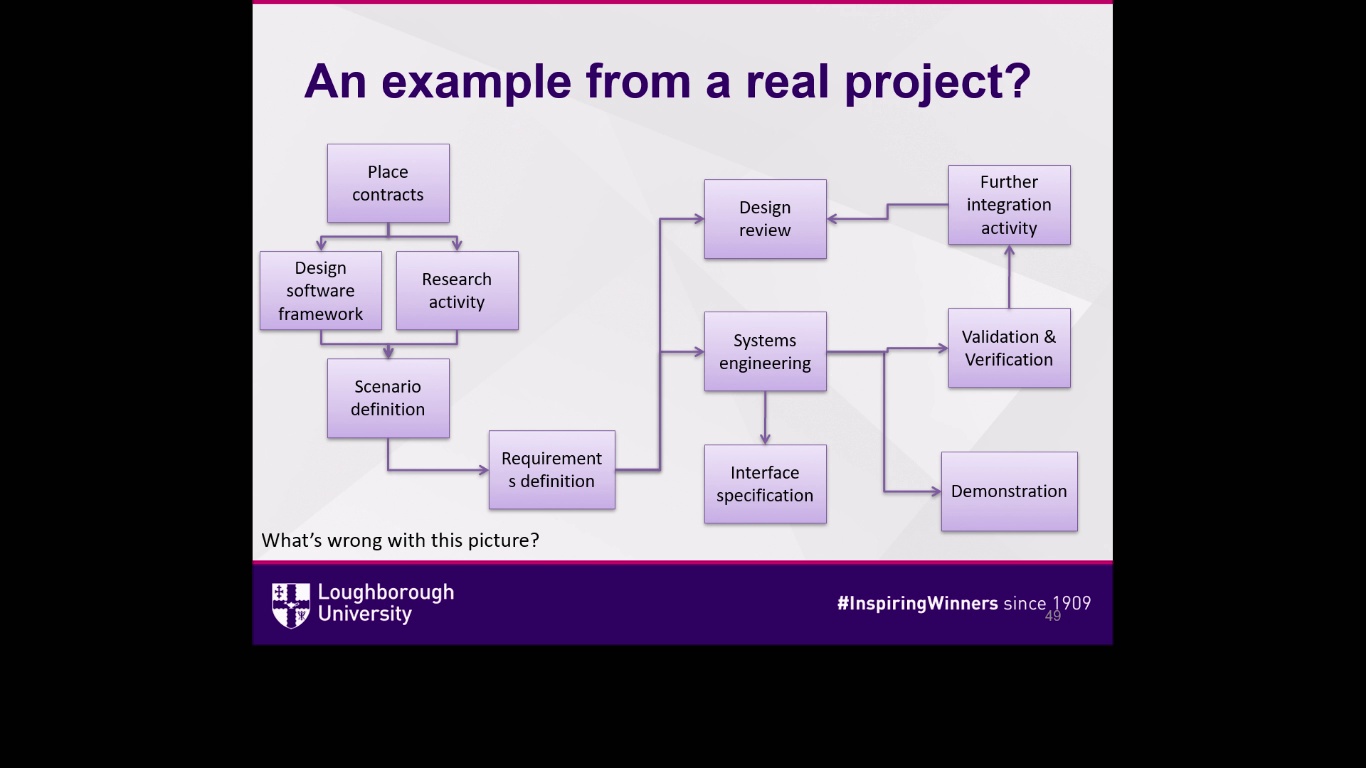 An example from a real project?
Place
contracts
Design
software
framework
Research
activity
Scenario
definition
Requirement
s definition
Design
review
Systems
engineering
Interface
specification
Further
integration
activity
Validation &
Verification
Demonstration
What’s wrong with this picture?
Loughborough
University
#InspiringWinners since 1909
49